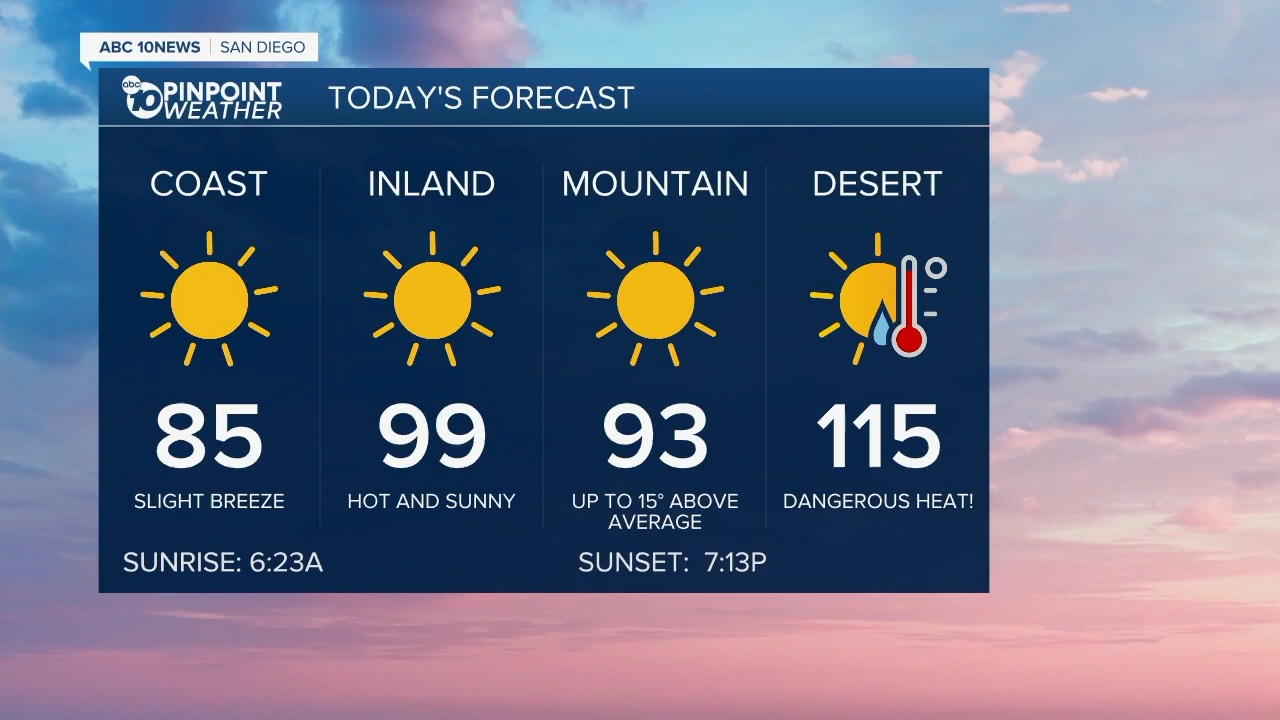 ABC 10NEWS | SAN DIEGO
abc 10 PINPOINT WEATHER
TODAY'S FORECAST
COAST
INLAND
MOUNTAIN
DESERT
85
99
93
115
SLIGHT BREEZE
HOT AND SUNNY
UP TO 15° ABOVE
AVERAGE
DANGEROUS HEAT!
SUNRISE: 6:23A
SUNSET: 7:13P